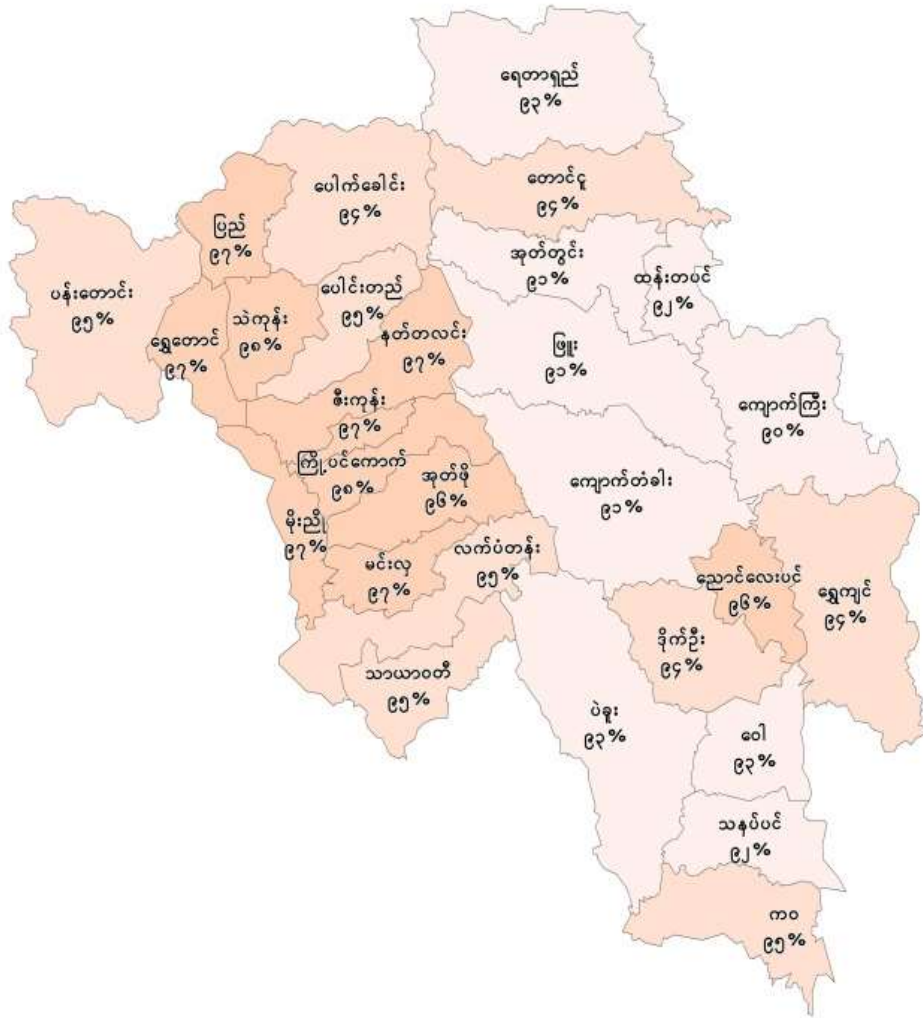 ရေတာရှည်
၉၃%
ပေါက်ခေါင်း
၉၄%
တောင်ငူ
၉၄%
ပြည်
၉၇%
အုတ်တွင်း
၉၁%
ထန်းတပင်
၉၂%
ပန်းတောင်း
၉၅%
ပေါင်းတည်
၉၅%
သဲကုန်း
၉၈%
ရွှေတောင်
၉၇%
နတ်တလင်း
၉၇%
ဖြူး
၉၁%
ဇီးကုန်း
၉၇%
ကျောက်ကြီး
၉၀%
ကြို့ပင်ကောက်
၉၈%
အုတ်ဖို
၉၆%
ကျောက်တံခါး
၉၁%
မိုးညို
၉၇%
မင်းလှ
၉၇%
လက်ပံတန်း
၉၅%
ညောင်လေးပင်
၉၆%
ရွှေကျင်
၉၄%
ဒိုက်ဦး
၉၄%
သာယာဝတီ
၉၅%
ပဲခူး
၉၃%
ဝေါ
၉၃%
သနပ်ပင်
၉၂%
ကဝ
၉၅%